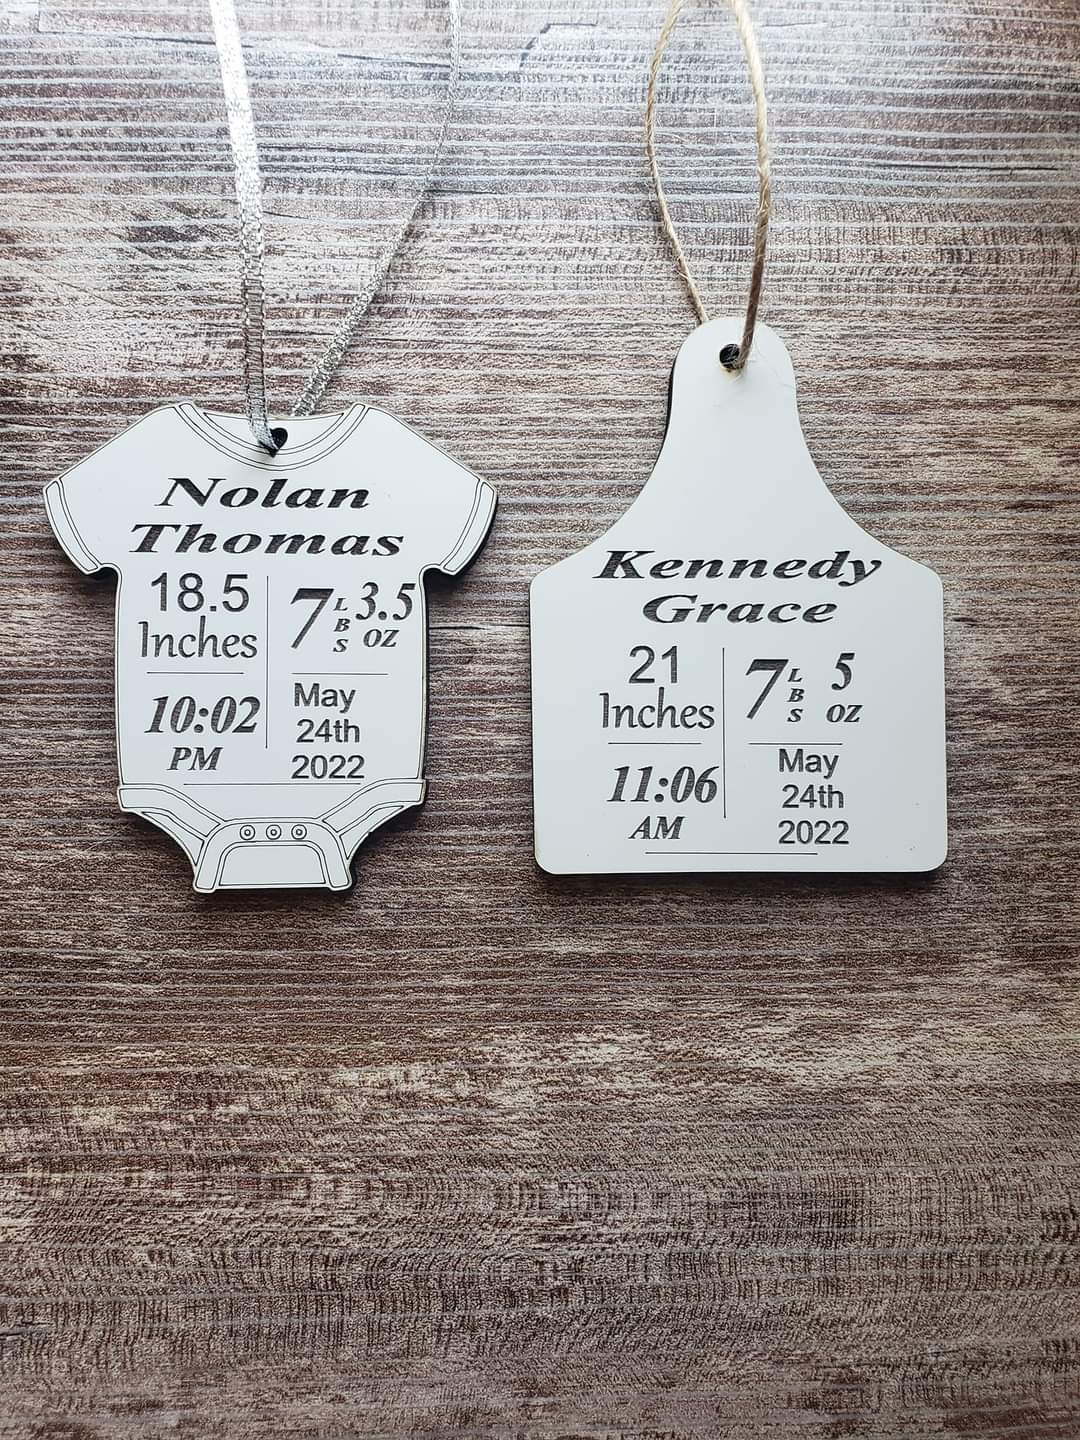 Nolan
Thomas
18.5
Inches
7 LBS 3.5 OZ
10:02
PM
May
24th
2022
Kennedy
Grace
21
Inches
7 LBS 5 OZ
11:06
AM
May
24th
2022